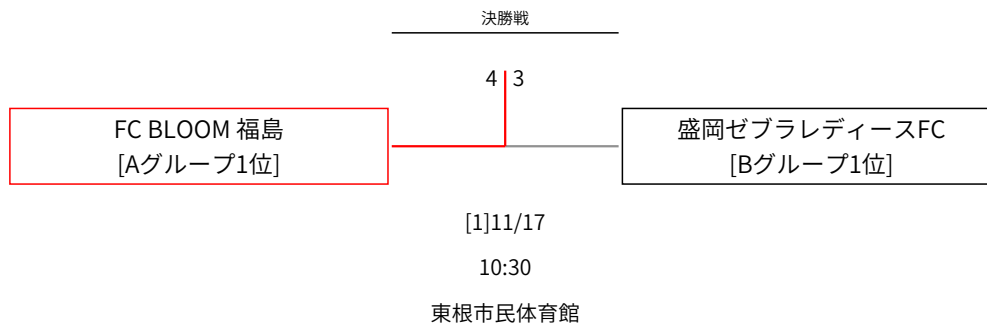 決勝戦
4 3
FC BLOOM 福島
[Aグループ1位]
盛岡ゼブラレディースFC
[Bグループ1位]
[1]11/17
10:30
東根市民体育館